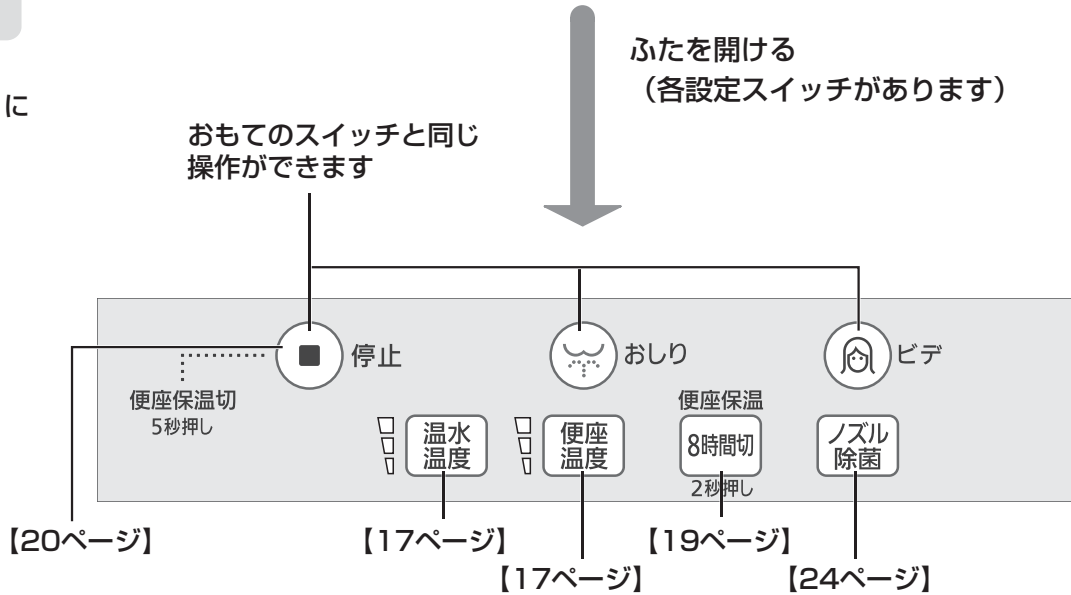 ふたを開ける
（各設定スイッチがあります）
に
おもてのスイッチと同じ
操作ができます
停止
おしり
ビデ
便座保温切
5秒押し
温水
温度
便座
温度
便座保温
8時間切
2秒押し
ノズル
除菌
【20ページ】
【17ページ】
【17ページ】
【19ページ】
【24ページ】